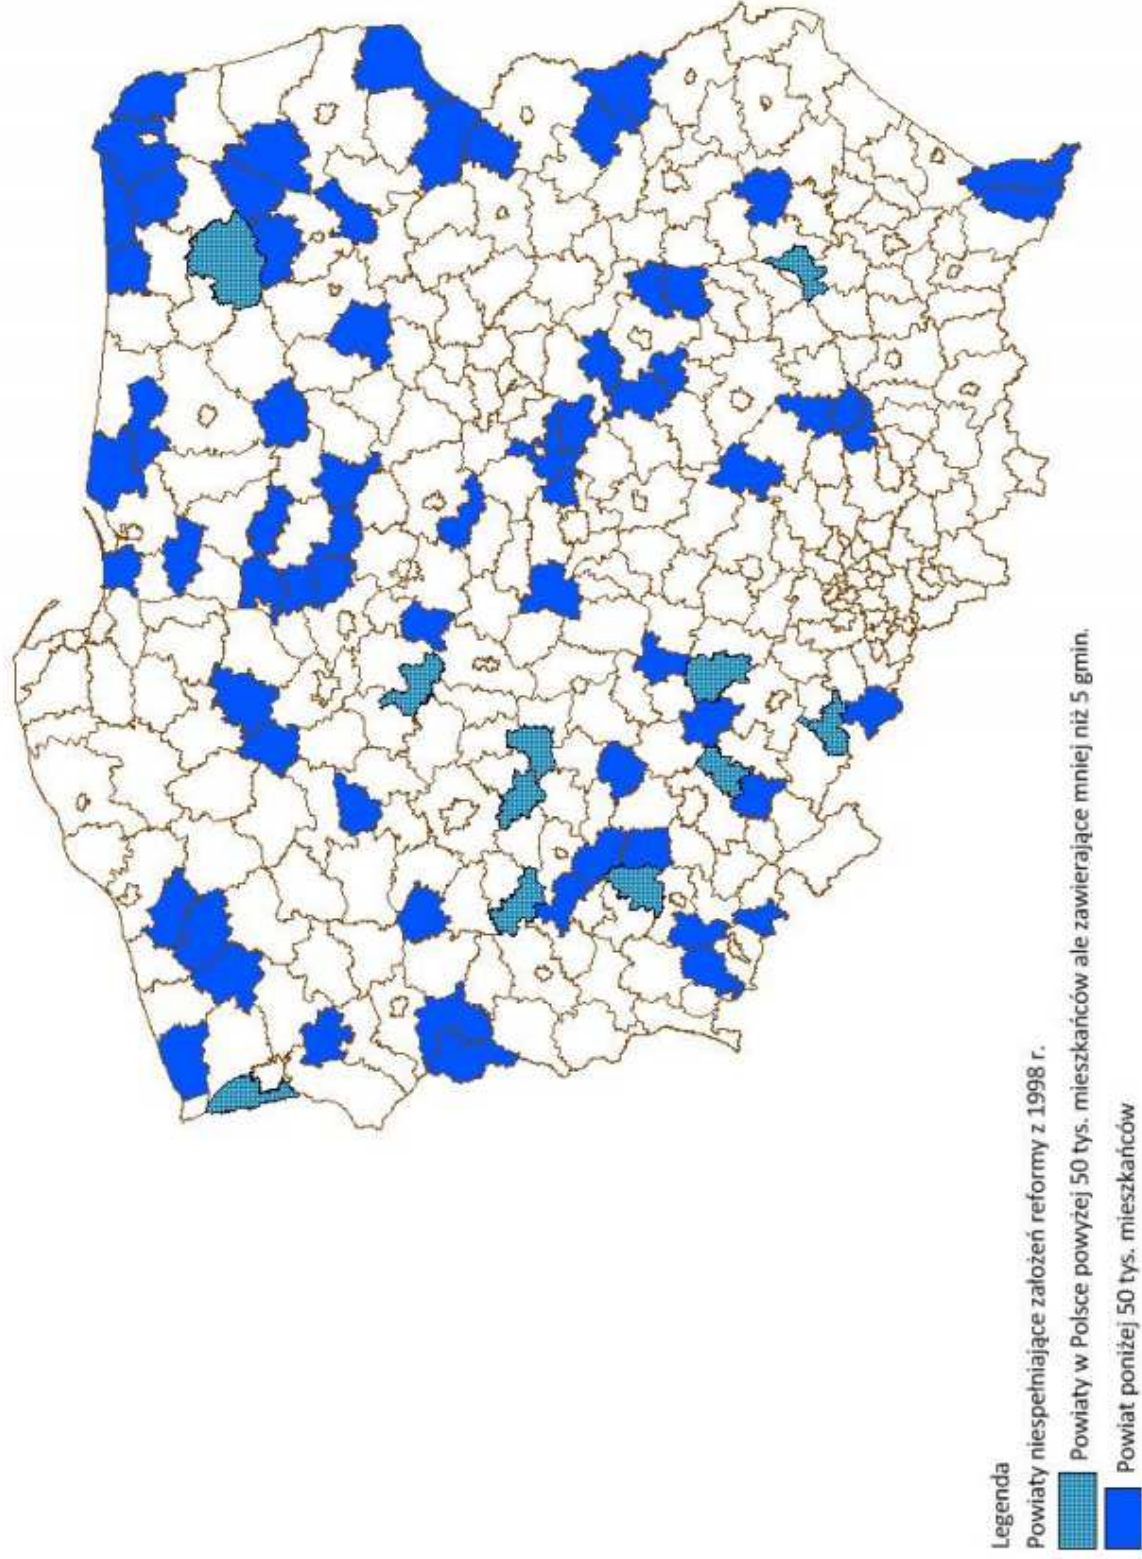 Legenda
Powiaty niespełniające założeń reformy z 1998 r.
Powiaty w Polsce powyżej 50 tys. mieszkańców ale zawierające mniej niż 5 gmin.
Powiat poniżej 50 tys. mieszkańców